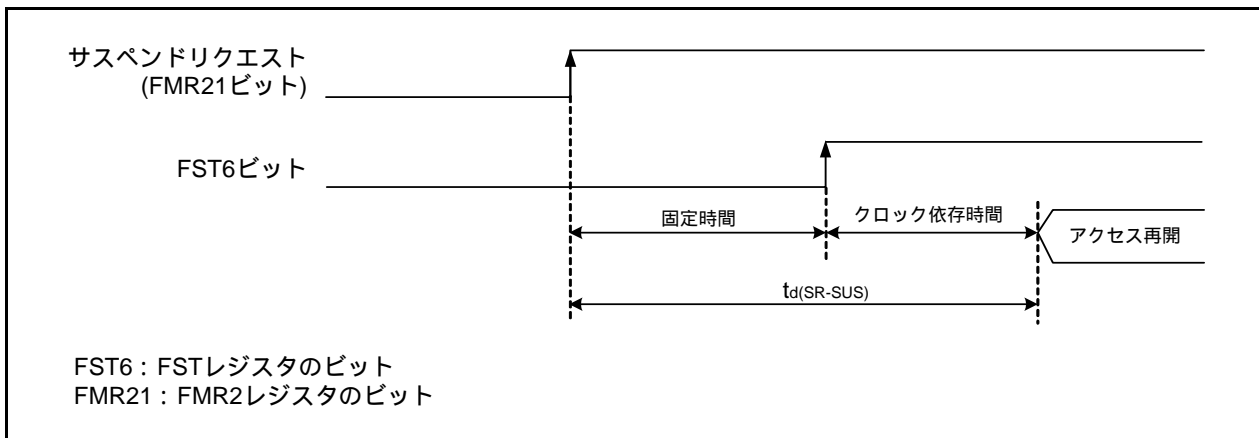 サスペンドリクエスト
(FMR21ビット)
FST6ビット
固定時間
クロック依存時間
アクセス再開
td(SR-SUS)
FST6：FSTレジスタのビット
FMR21：FMR2レジスタのビット